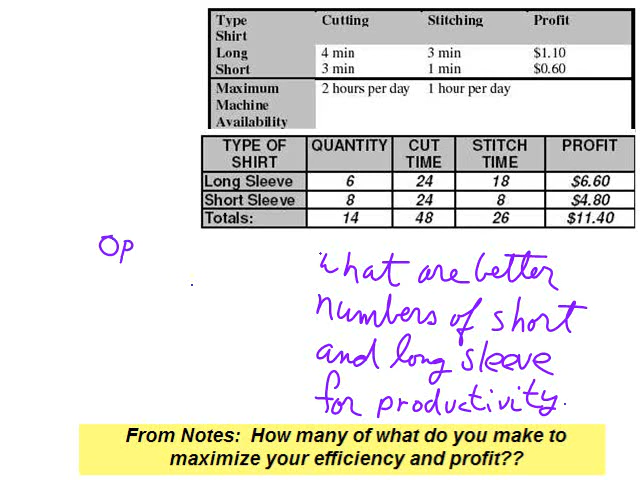 Type Shirt Cutting Stitching Profit
Long 4 min 3 min $1.10
Short 3 min 1 min $0.60
Maximum Machine Availability 2 hours per day 1 hour per day
TYPE OF SHIRT QUANTITY CUT TIME STITCH TIME PROFIT
Long Sleeve 6 24 18 $6.60
Short Sleeve 8 24 8 $4.80
Totals: 14 48 26 $11.40
Op
What are better
numbers of short
and long sleeve
for productivity.
From Notes: How many of what do you make to
maximize your efficiency and profit??